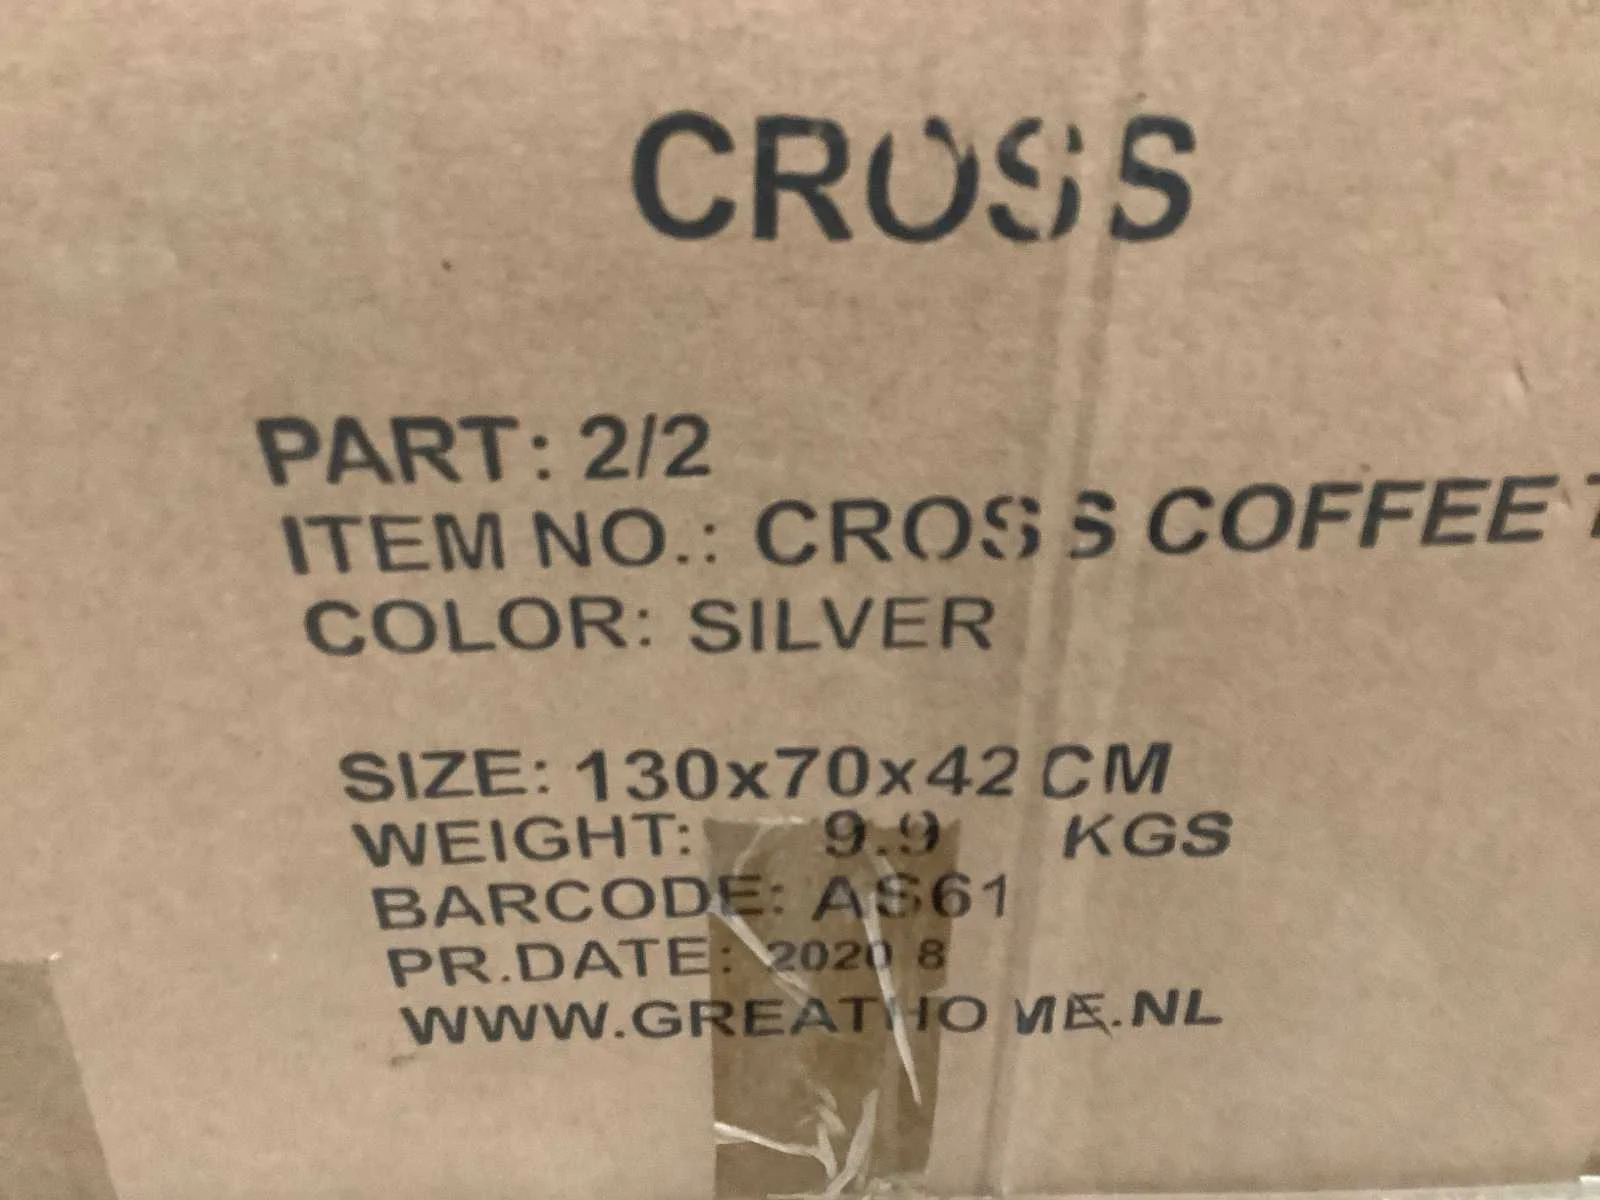 CROSS
PART: 2/2
ITEM NO.: CROSS COFFEE
COLOR: SILVER
SIZE: 130x70x42 CM
WEIGHT: 9.9 KGS
BARCODE: AS61
PR.DATE: 2020 8
WWW.GREATHOME.NL